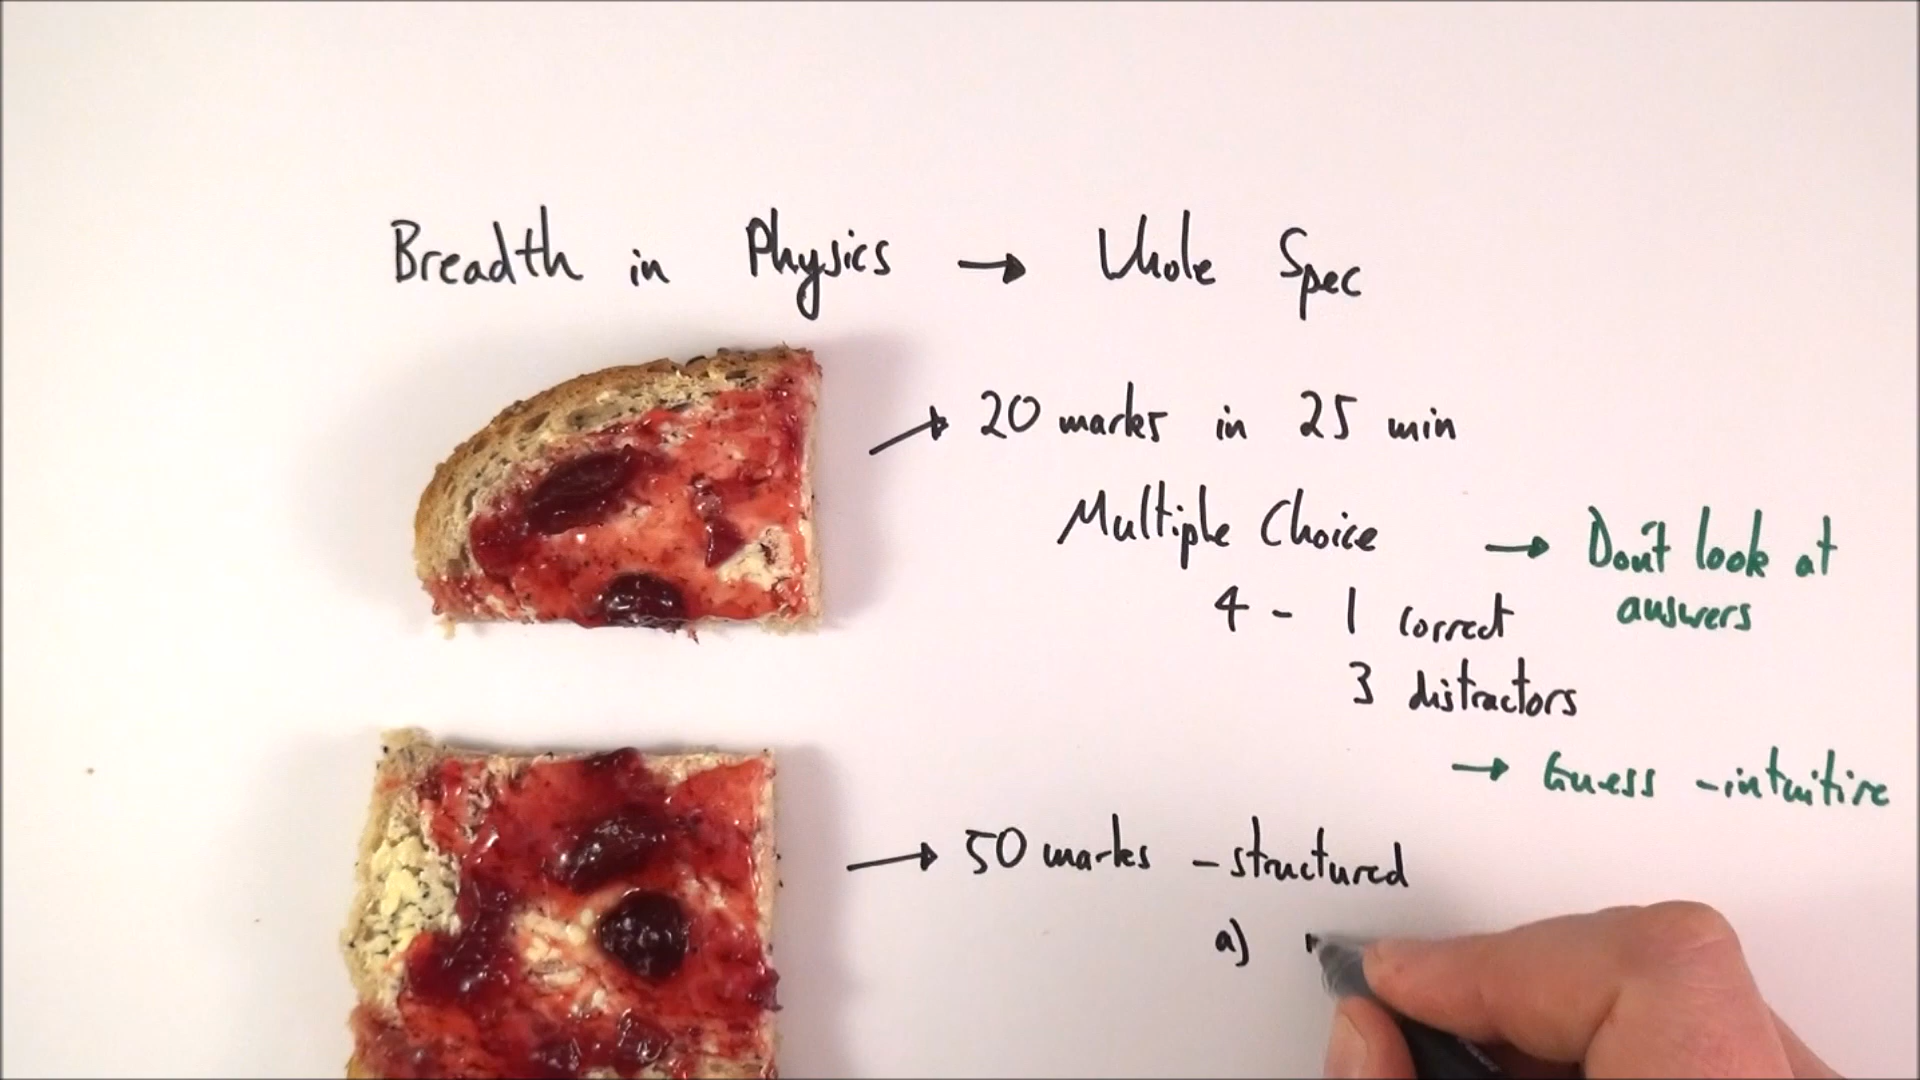 Breadth in Physics → Whole Spec
20 marks in 25 min
Multiple Choice → Don't look at
answers
4 - 1 correct
3 distractors
→ Guess - intuitive
50 marks - structured
a)